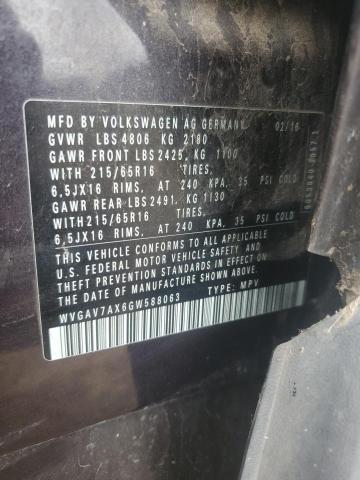 MFD BY VOLKSWAGEN AG GERMANY 02/16
GVWR LBS 4806 KG 2180
GAWR FRONT LBS 2425, KG 1100
WITH 215/65R16 TIRES,
6,5JX16 RIMS, AT 240 KPA, 35 PSI COLD
GAWR REAR LBS 2491, KG 1130
WITH 215/65R16 TIRES,
6,5JX16 RIMS, AT 240 KPA, 35 PSI COLD
THIS VEHICLE CONFORMS TO ALL APPLICABLE
U.S. FEDERAL MOTOR VEHICLE SAFETY, BUMPER AND
THEFT PREVENTION STANDARDS IN EFFECT ON THE
DATE OF MANUFACTURE SHOWN ABOVE.
WVGAV7AX6GW588063 TYPE: MPV